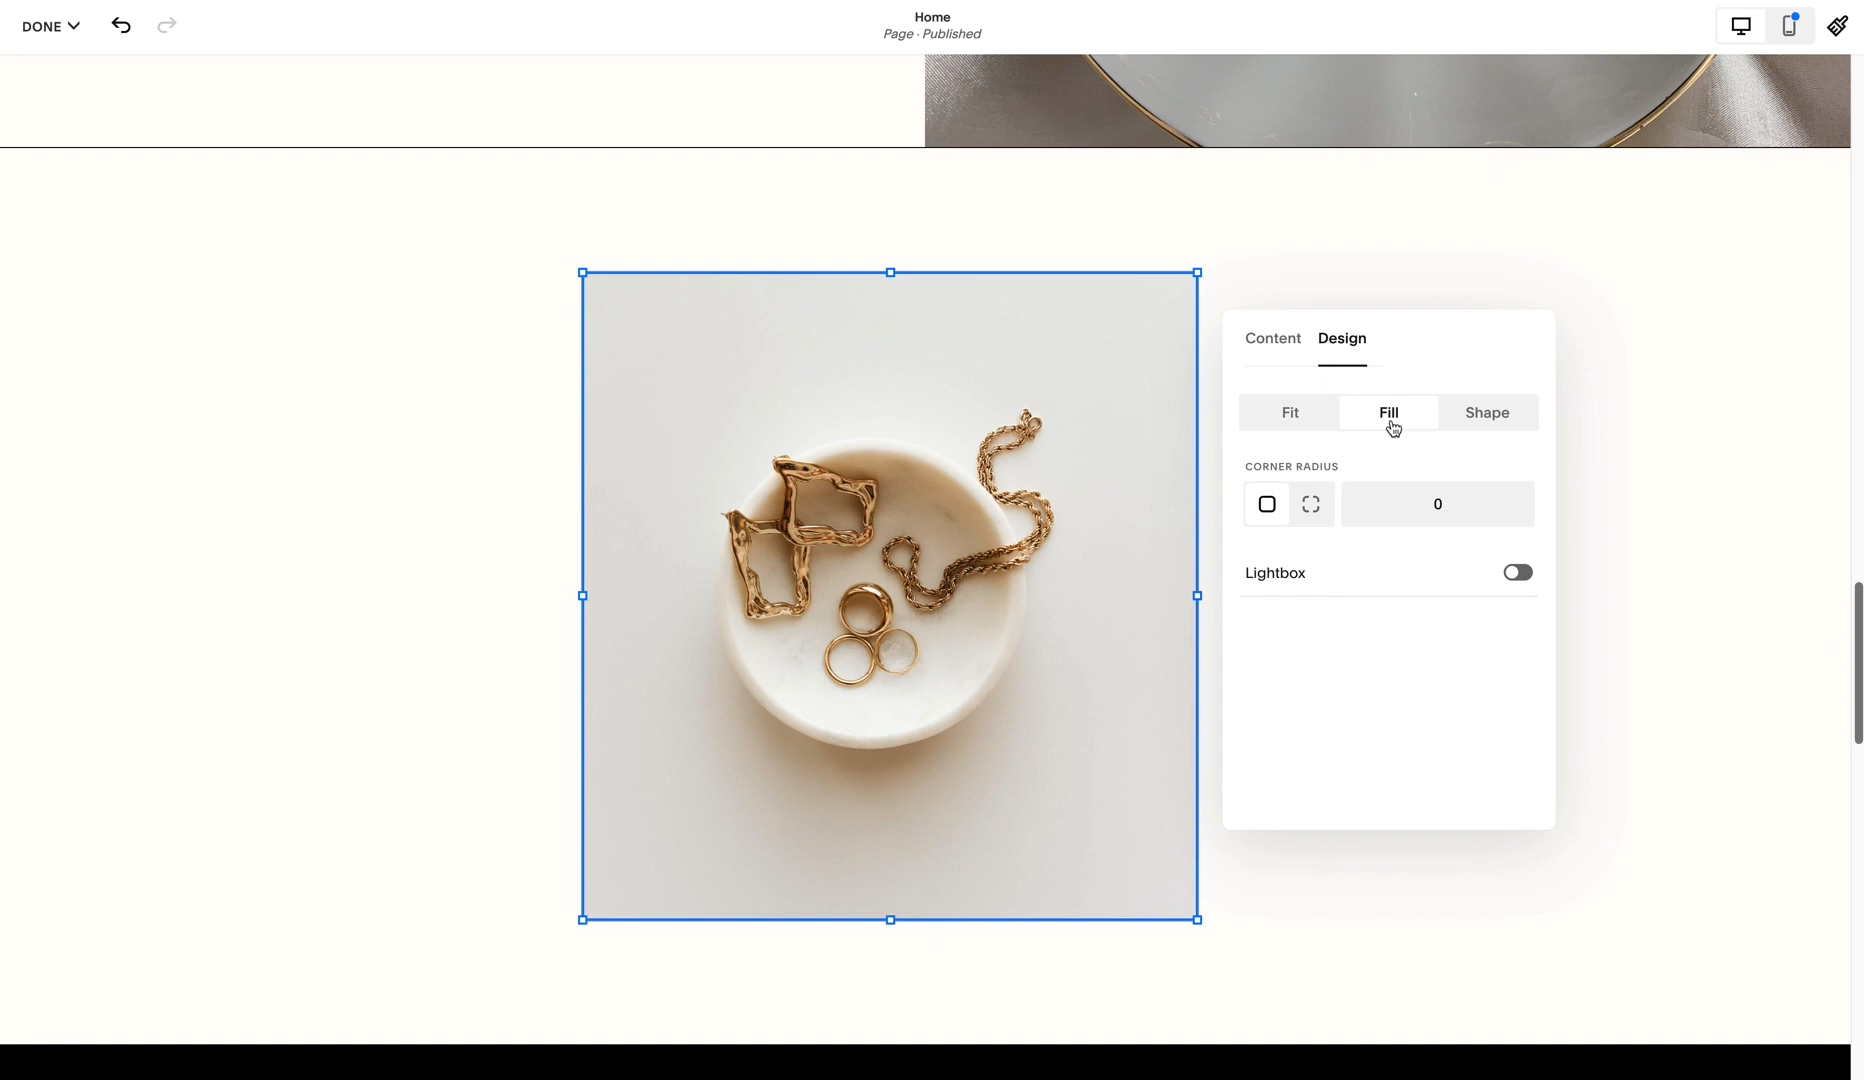 DONE
Home
Page · Published
Content Design
Fit Fill Shape
CORNER RADIUS
0
Lightbox